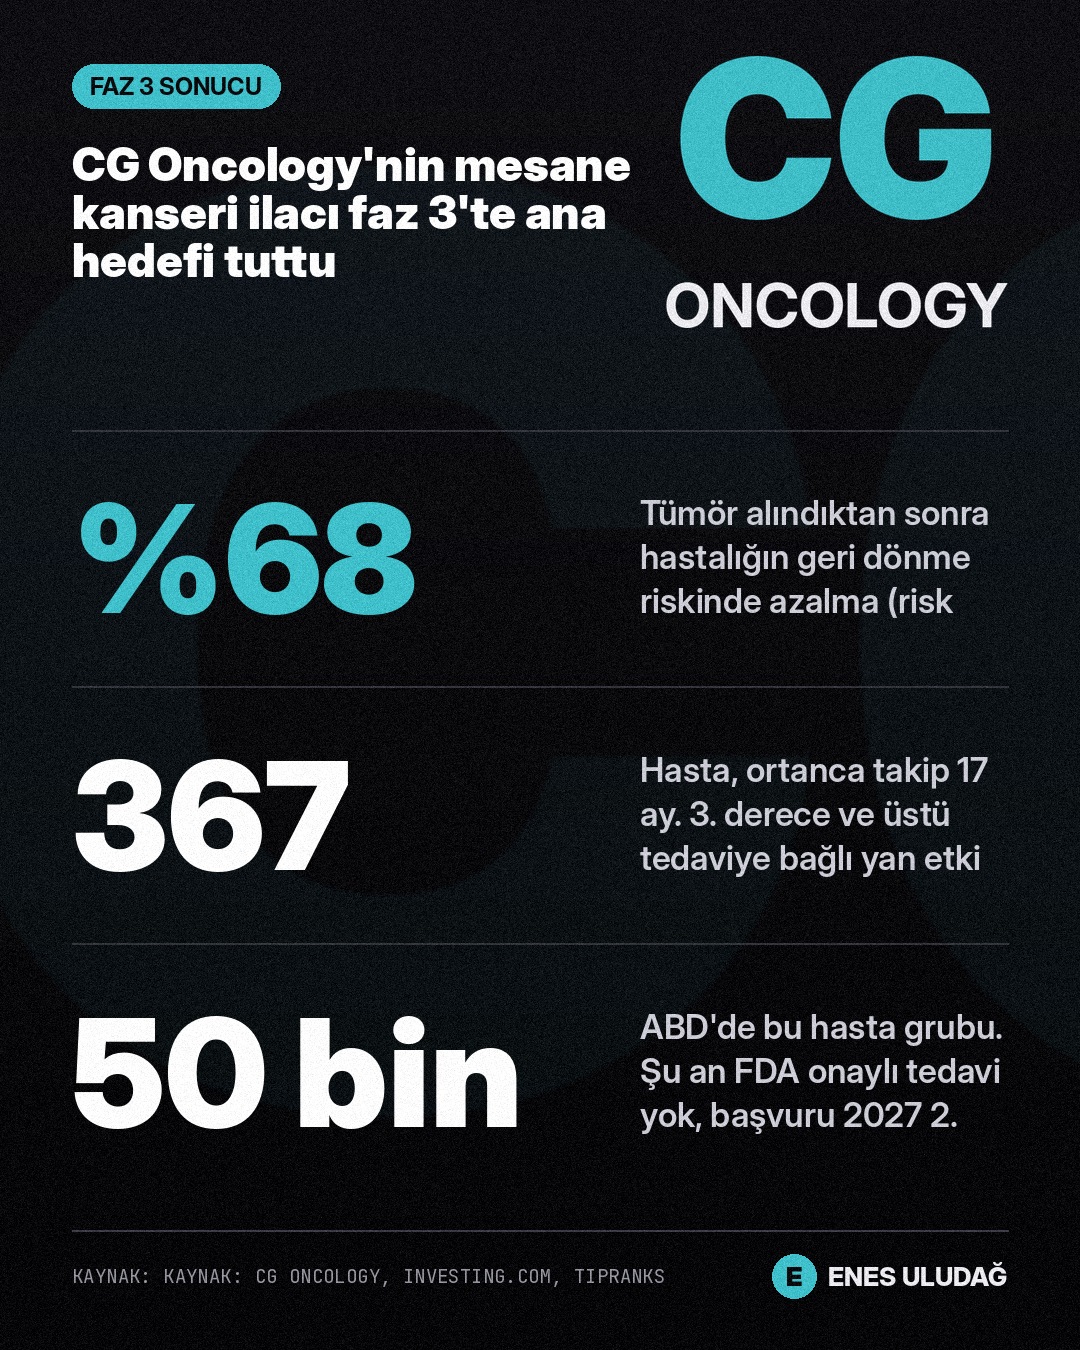 FAZ 3 SONUCU
CG Oncology'nin mesane
kanseri ilacı faz 3'te ana
hedefi tuttu
CG
ONCOLOGY
%68
Tümör alındıktan sonra
hastalığın geri dönme
riskinde azalma (risk
367
Hasta, ortanca takip 17
ay. 3. derece ve üstü
tedaviye bağlı yan etki
50 bin
ABD'de bu hasta grubu.
Şu an FDA onaylı tedavi
yok, başvuru 2027 2.
KAYNAK: KAYNAK: CG ONCOLOGY, INVESTING.COM, TIPRANKS
E ENES ULUDAĞ